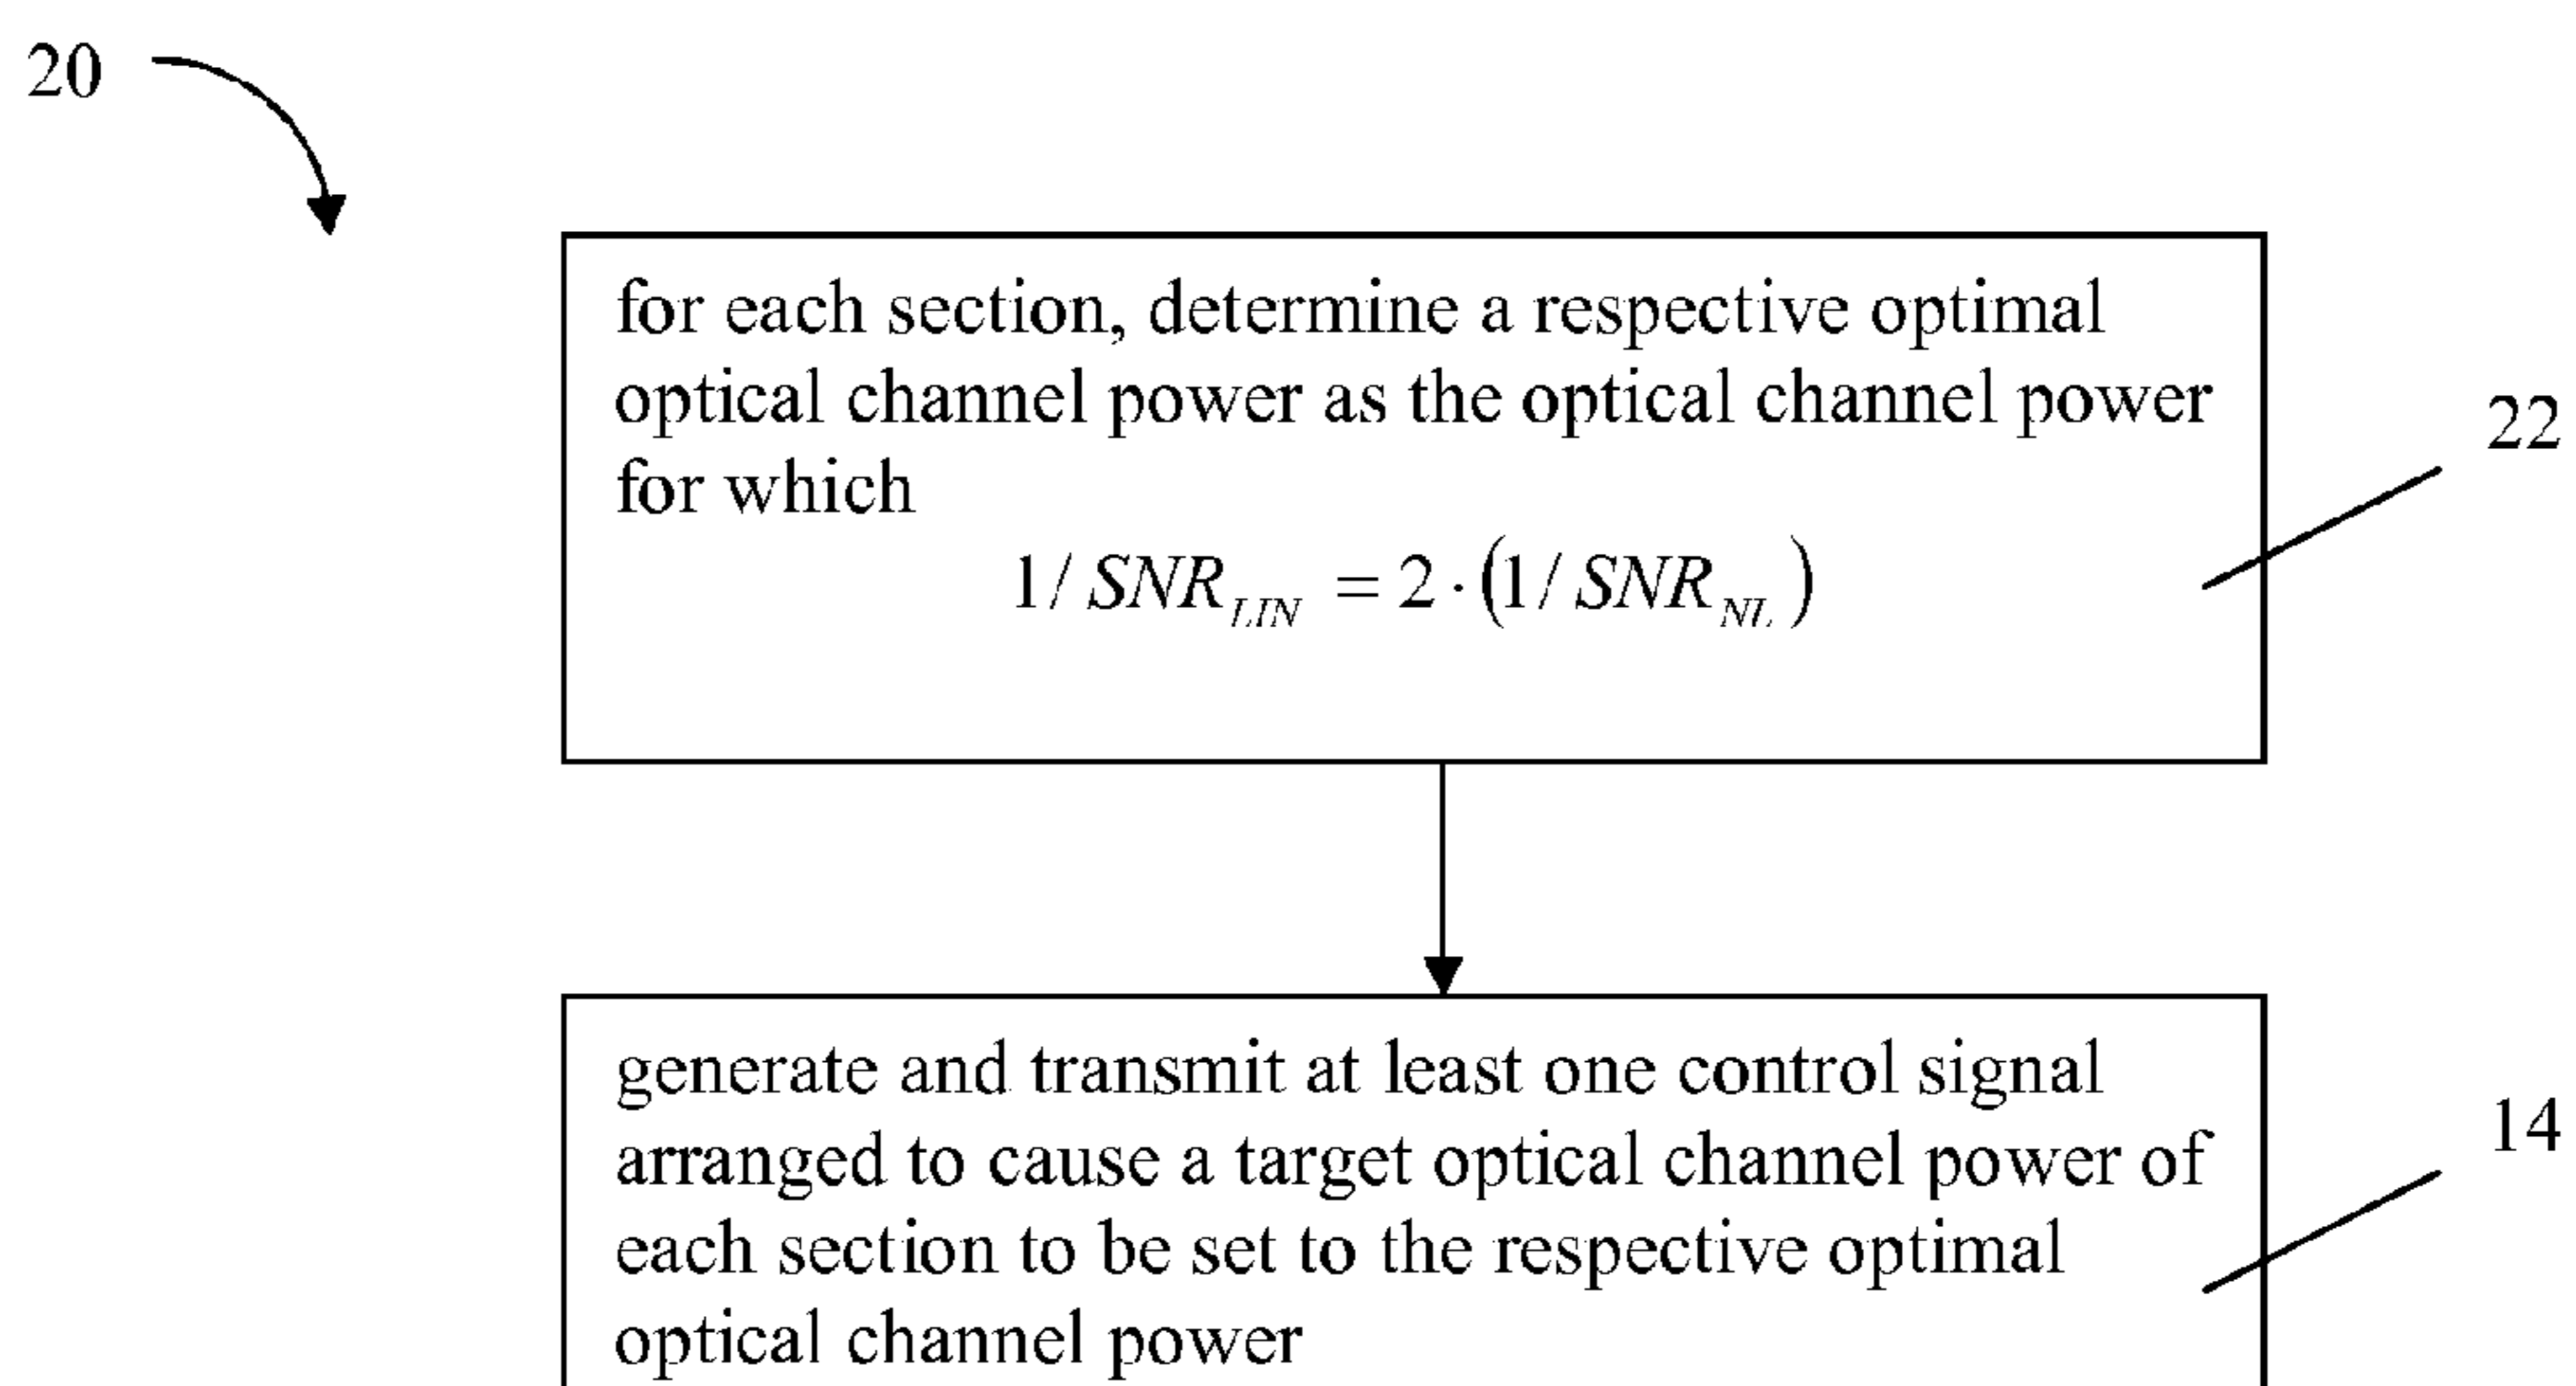 20
for each section, determine a respective optimal
optical channel power as the optical channel power
for which
1/SNR_LIN = 2·(1/SNR_NL)
22
generate and transmit at least one control signal
arranged to cause a target optical channel power of
each section to be set to the respective optimal
optical channel power
14